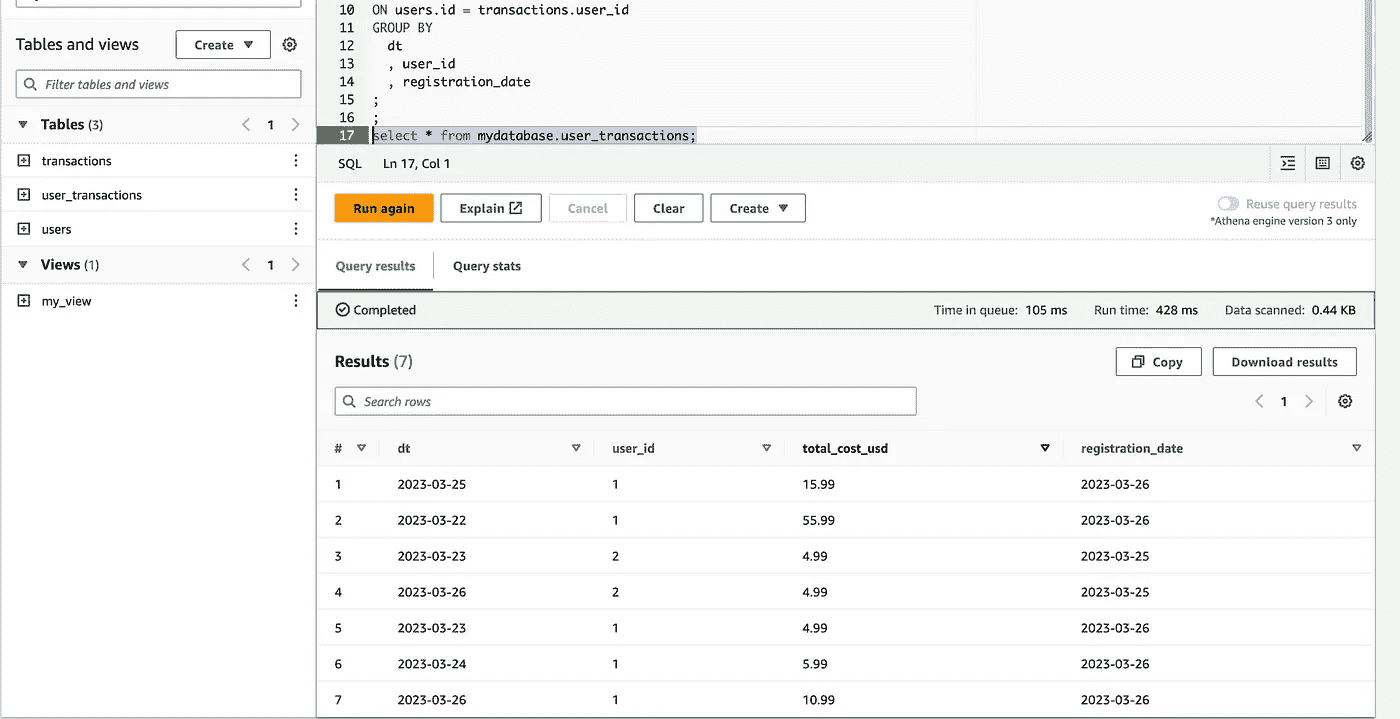 Tables and views
Create
Filter tables and views
Tables (3)
1
transactions
user_transactions
users
Views (1)
1
my_view
10 ON users.id = transactions.user_id
11 GROUP BY
12 dt
13 , user_id
14 , registration_date
15 ;
16 ;
17 select * from mydatabase.user_transactions;
SQL Ln 17, Col 1
Run again Explain Cancel Clear Create
Reuse query results
*Athena engine version 3 only
Query results Query stats
Completed Time in queue: 105 ms Run time: 428 ms Data scanned: 0.44 KB
Results (7) Copy Download results
Search rows 1
# dt user_id total_cost_usd registration_date
1 2023-03-25 1 15.99 2023-03-26
2 2023-03-22 1 55.99 2023-03-26
3 2023-03-23 2 4.99 2023-03-25
4 2023-03-26 2 4.99 2023-03-25
5 2023-03-23 1 4.99 2023-03-26
6 2023-03-24 1 5.99 2023-03-26
7 2023-03-26 1 10.99 2023-03-26